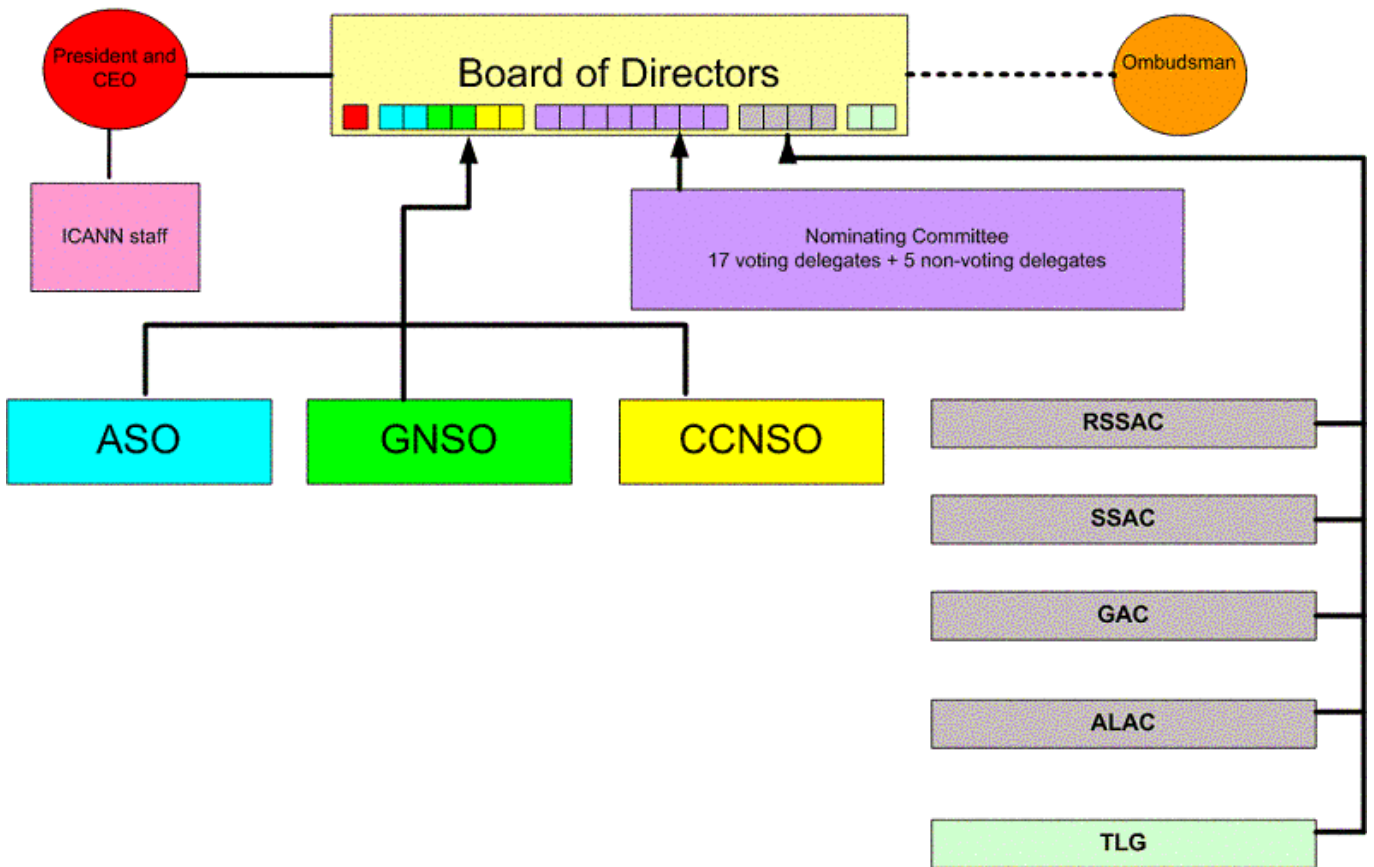 President and
CEO
Board of Directors
Ombudsman
ICANN staff
Nominating Committee
17 voting delegates + 5 non-voting delegates
ASO
GNSO
CCNSO
RSSAC
SSAC
GAC
ALAC
TLG